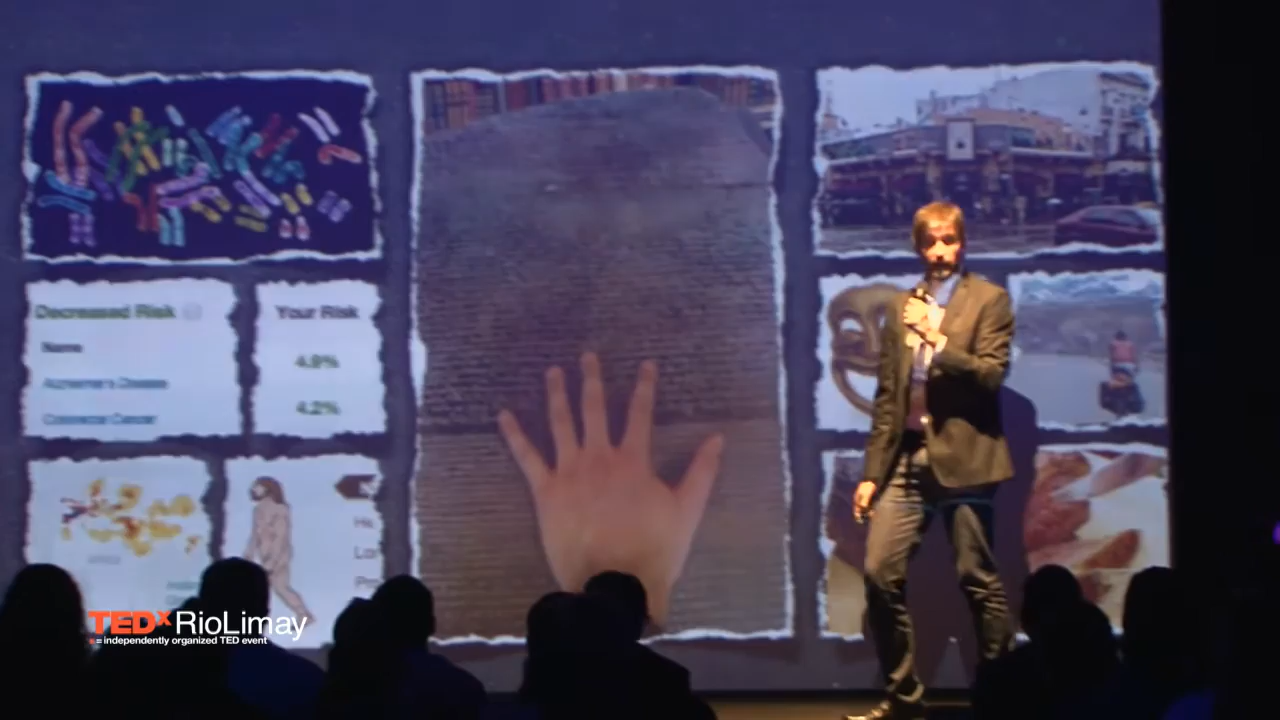 Decreased Risk
Your Risk
Name
4.9%
Alzheimer's Disease
4.2%
Colorectal Cancer
TEDxRioLimay
x = independently organized TED event